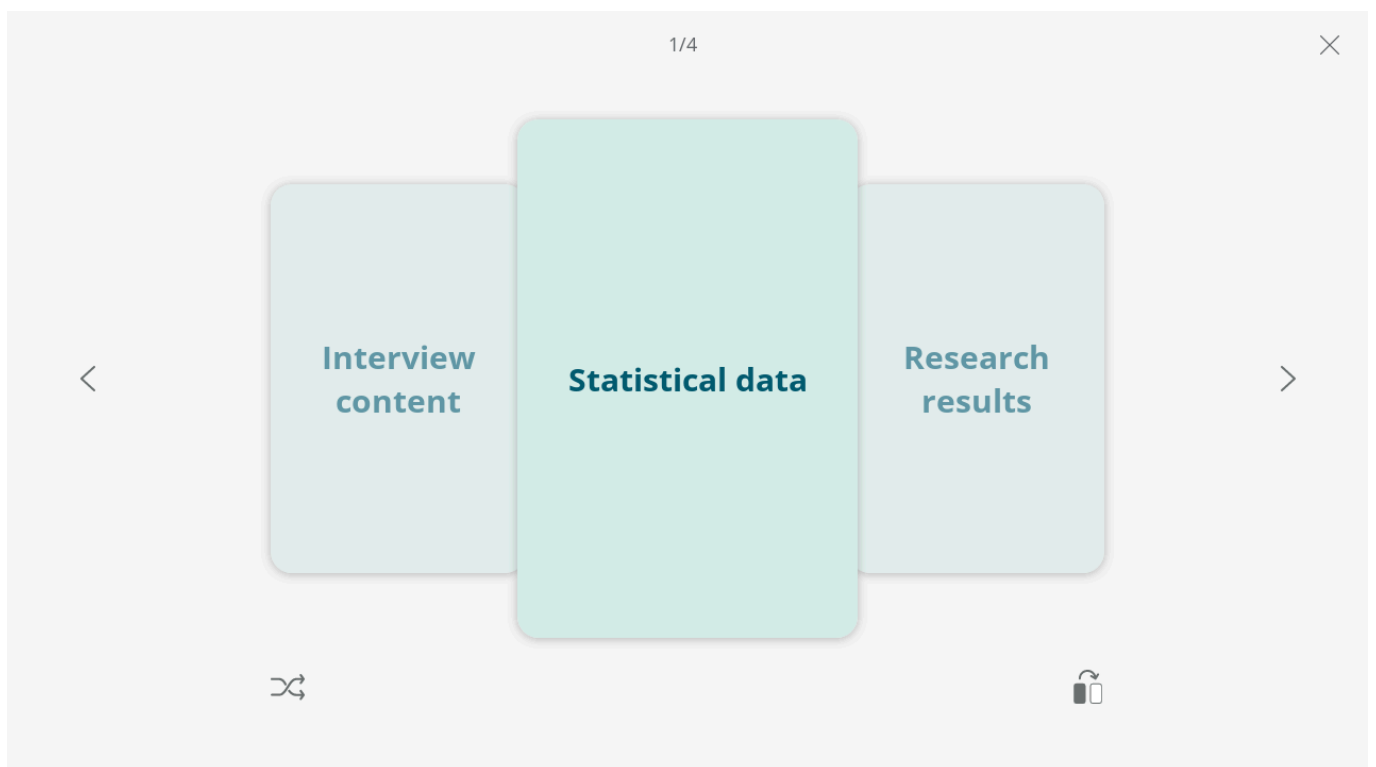 1/4
Interview
content
Statistical data
Research
results